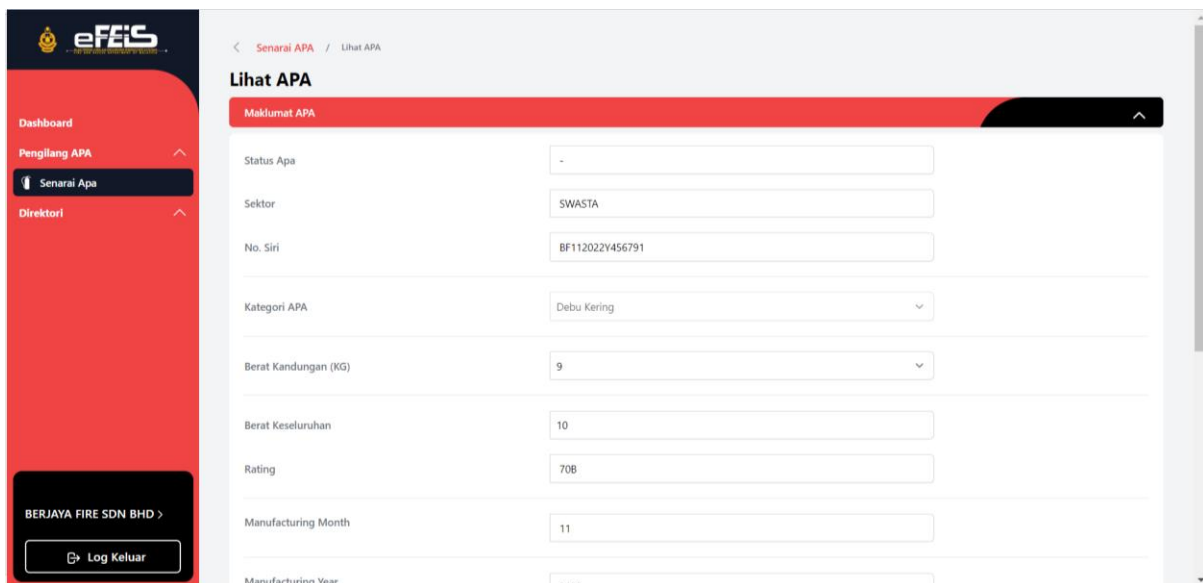 eFEiS
Dashboard
Pengilang APA
Senarai Apa
Direktori
BERJAYA FIRE SDN BHD >
Log Keluar
< Senarai APA / Lihat APA
Lihat APA
Maklumat APA
Status Apa -
Sektor SWASTA
No. Siri BF112022Y456791
Kategori APA Debu Kering
Berat Kandungan (KG) 9
Berat Keseluruhan 10
Rating 70B
Manufacturing Month 11
Manufacturing Year